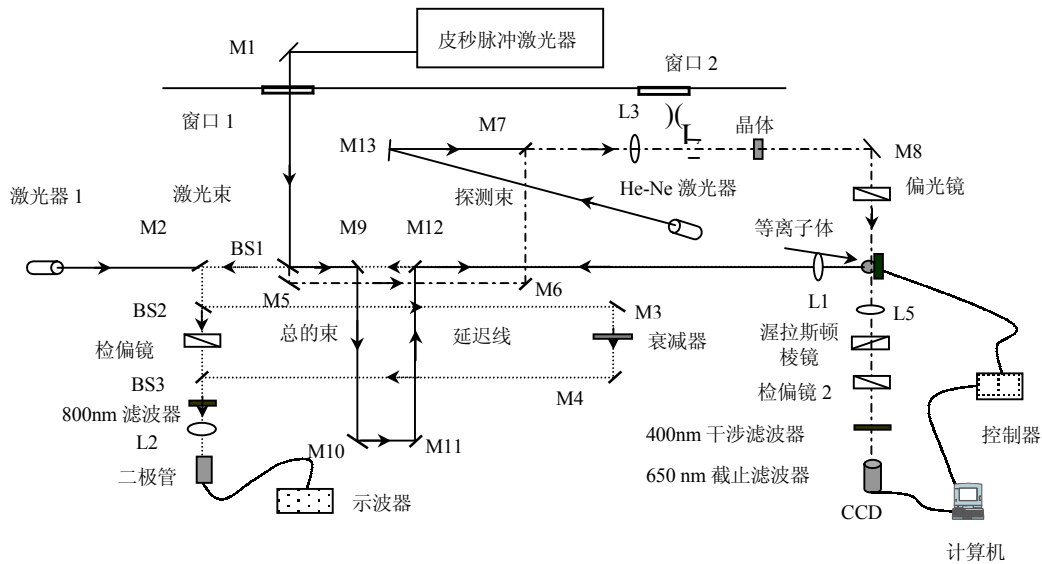 皮秒脉冲激光器
M1
窗口 2
窗口 1
L3
晶体
M7
M13
M8
He-Ne 激光器
偏光镜
激光器 1
激光束
探测束
等离子体
M2
BS1
M9
M12
M5
M6
L1
L5
BS2
总的束
延迟线
M3
检偏镜
衰减器
渥拉斯顿
棱镜
BS3
M4
检偏镜 2
800nm 滤波器
L2
M10
M11
400nm 干涉滤波器
控制器
二极管
示波器
650 nm 截止滤波器
CCD
计算机